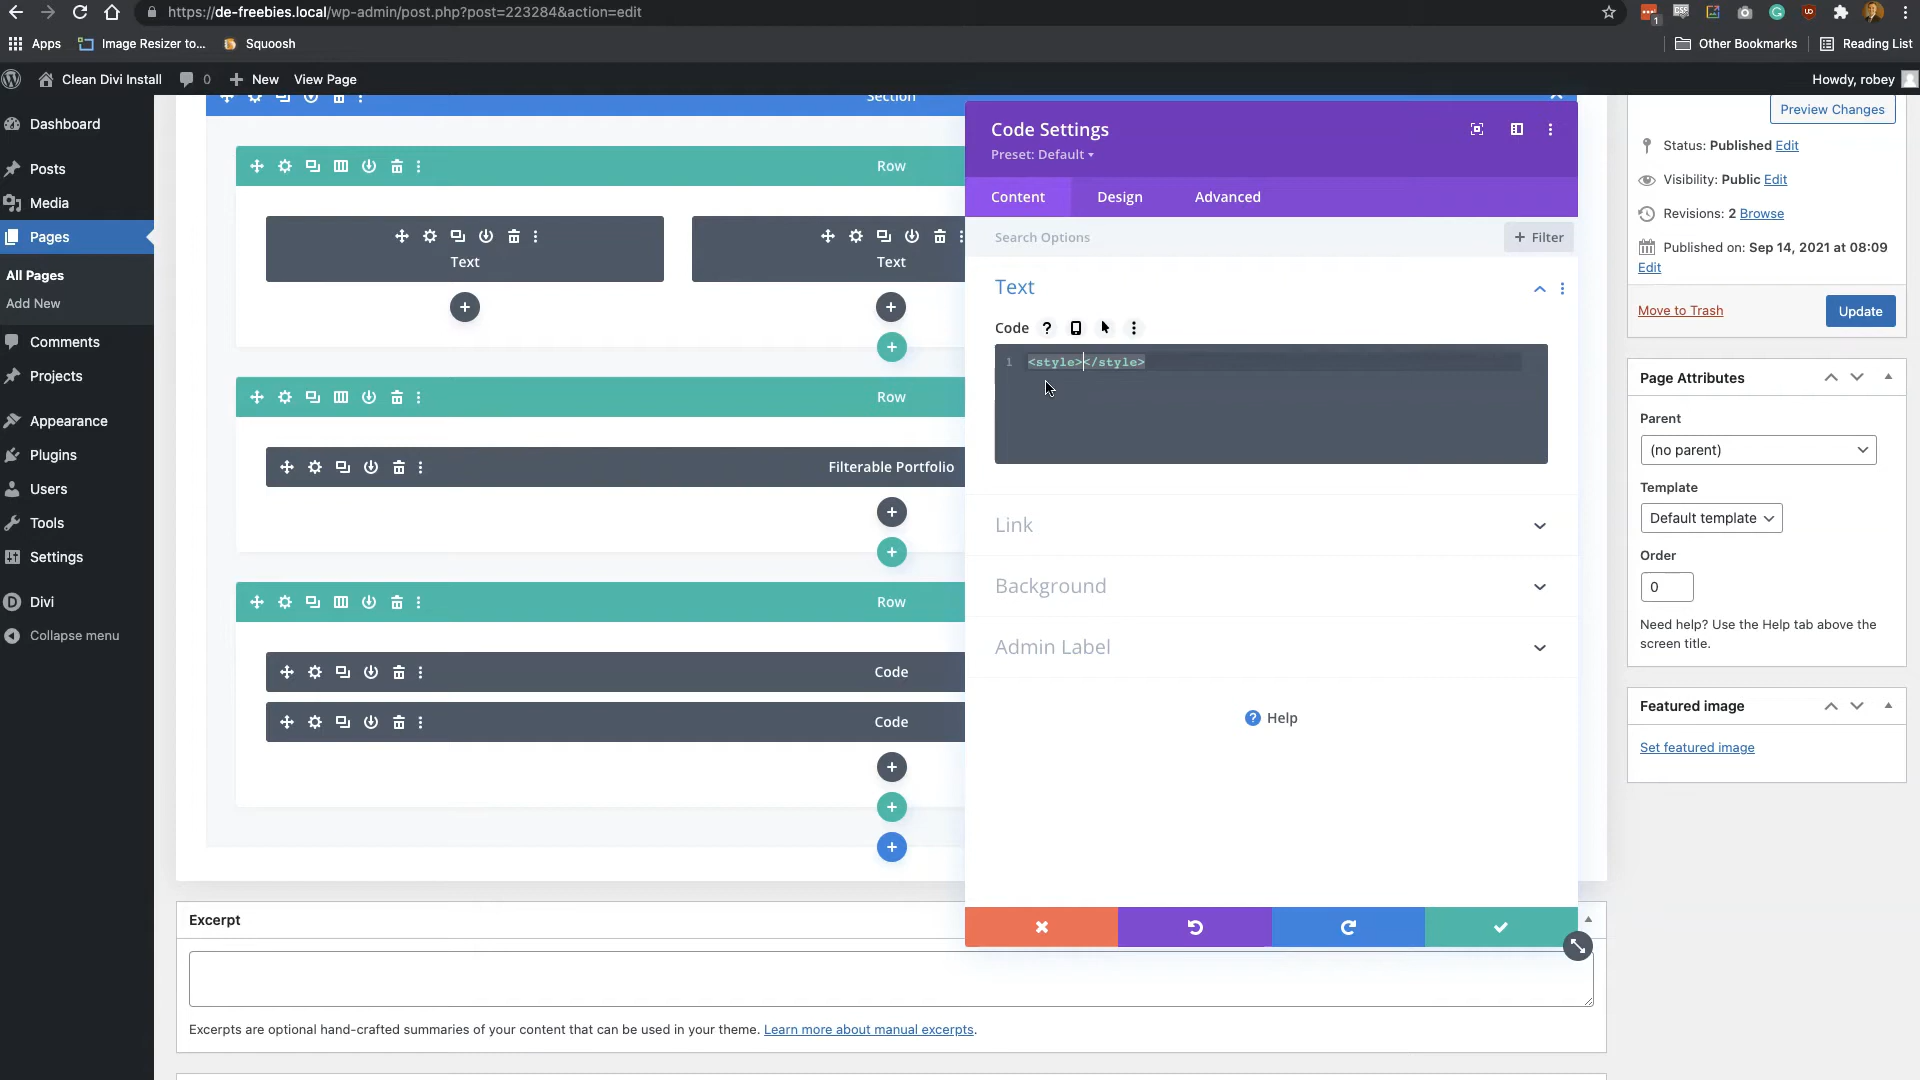 https://de-freebies.local/wp-admin/post.php?post=223284&action=edit
1
Apps
Image Resizer to...
Squoosh
Other Bookmarks
Reading List
Clean Divi Install
0
New
View Page
Howdy, robey
Dashboard
Posts
Media
Pages
All Pages
Add New
Comments
Projects
Appearance
Plugins
Users
Tools
Settings
Divi
Collapse menu
Section
Row
Text
Text
Row
Filterable Portfolio
Row
Code
Code
Code Settings
Preset: Default
Content
Design
Advanced
Search Options
+ Filter
Text
Code
1 <style></style>
Link
Background
Admin Label
Help
Excerpt
Excerpts are optional hand-crafted summaries of your content that can be used in your theme. Learn more about manual excerpts.
Preview Changes
Status: Published Edit
Visibility: Public Edit
Revisions: 2 Browse
Published on: Sep 14, 2021 at 08:09
Edit
Move to Trash
Update
Page Attributes
Parent
(no parent)
Template
Default template
Order
0
Need help? Use the Help tab above the
screen title.
Featured image
Set featured image